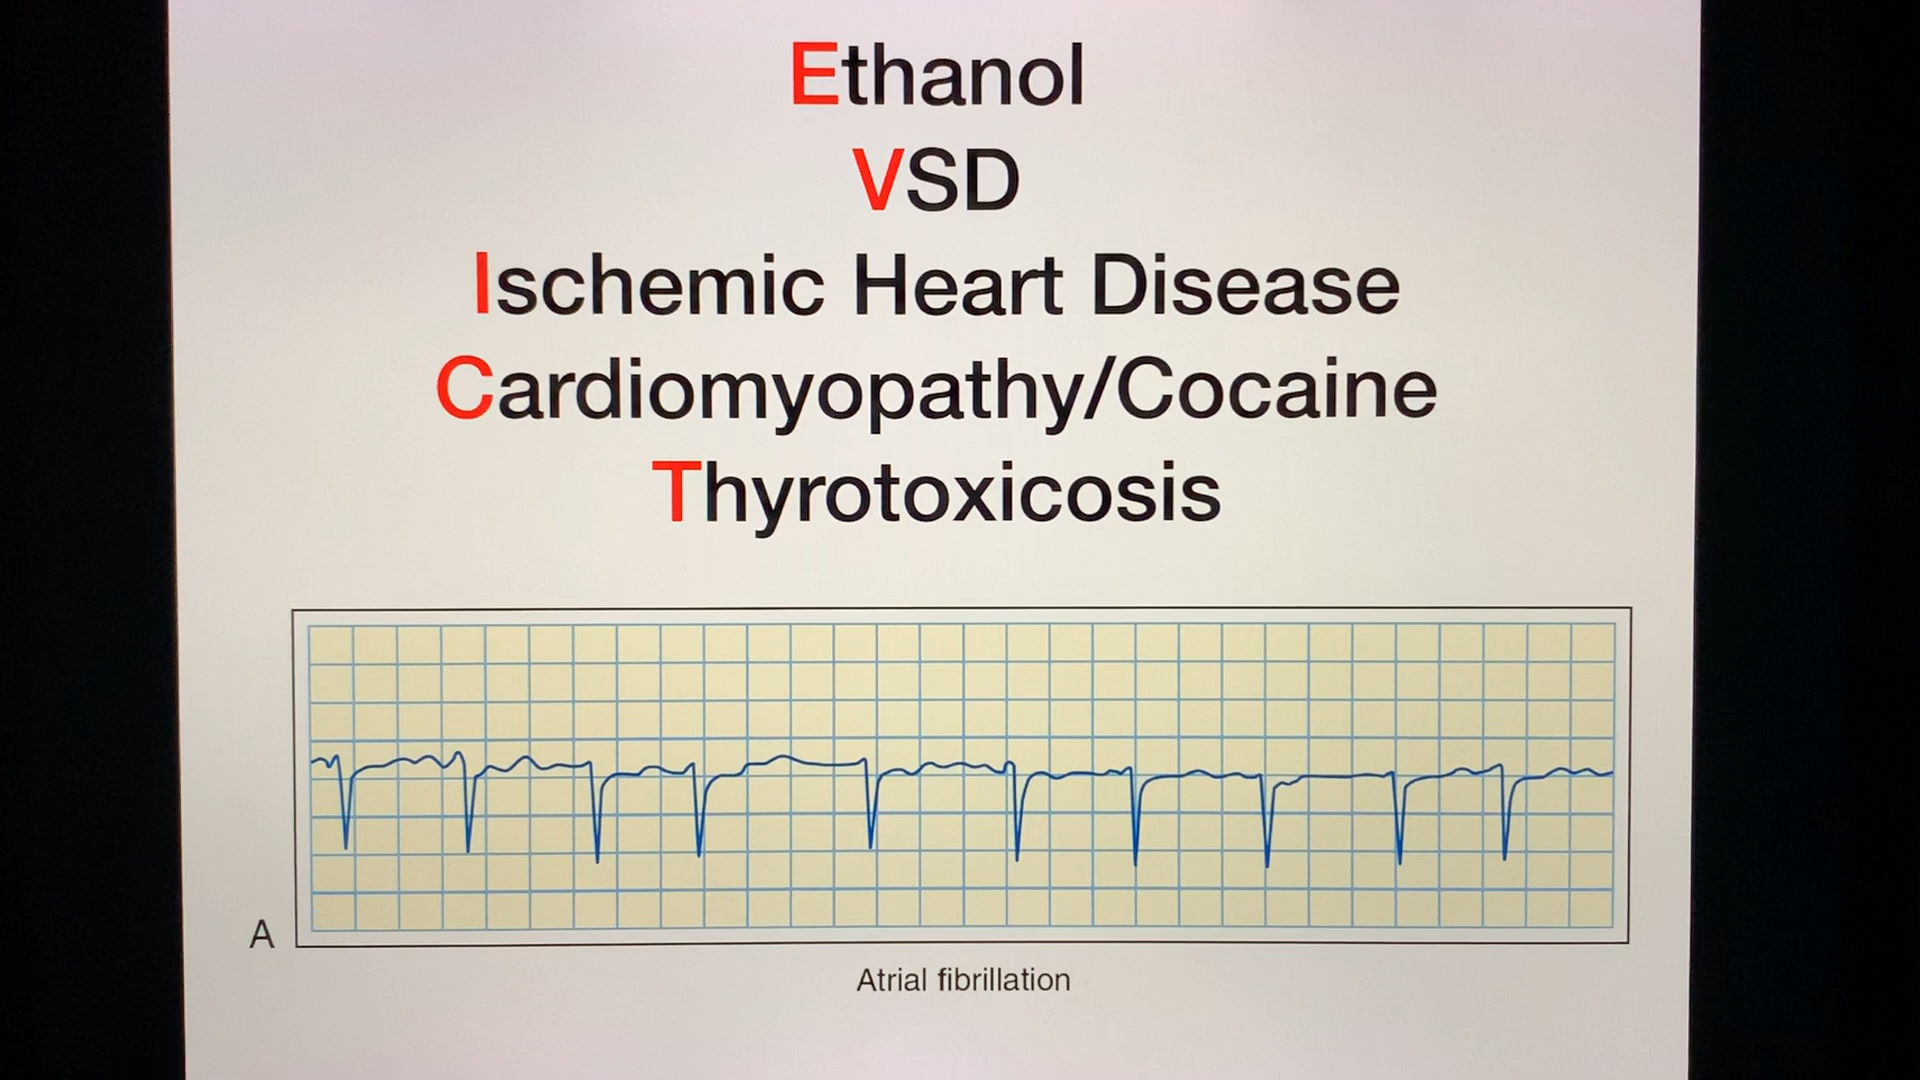 Ethanol
VSD
Ischemic Heart Disease
Cardiomyopathy/Cocaine
Thyrotoxicosis
A
Atrial fibrillation